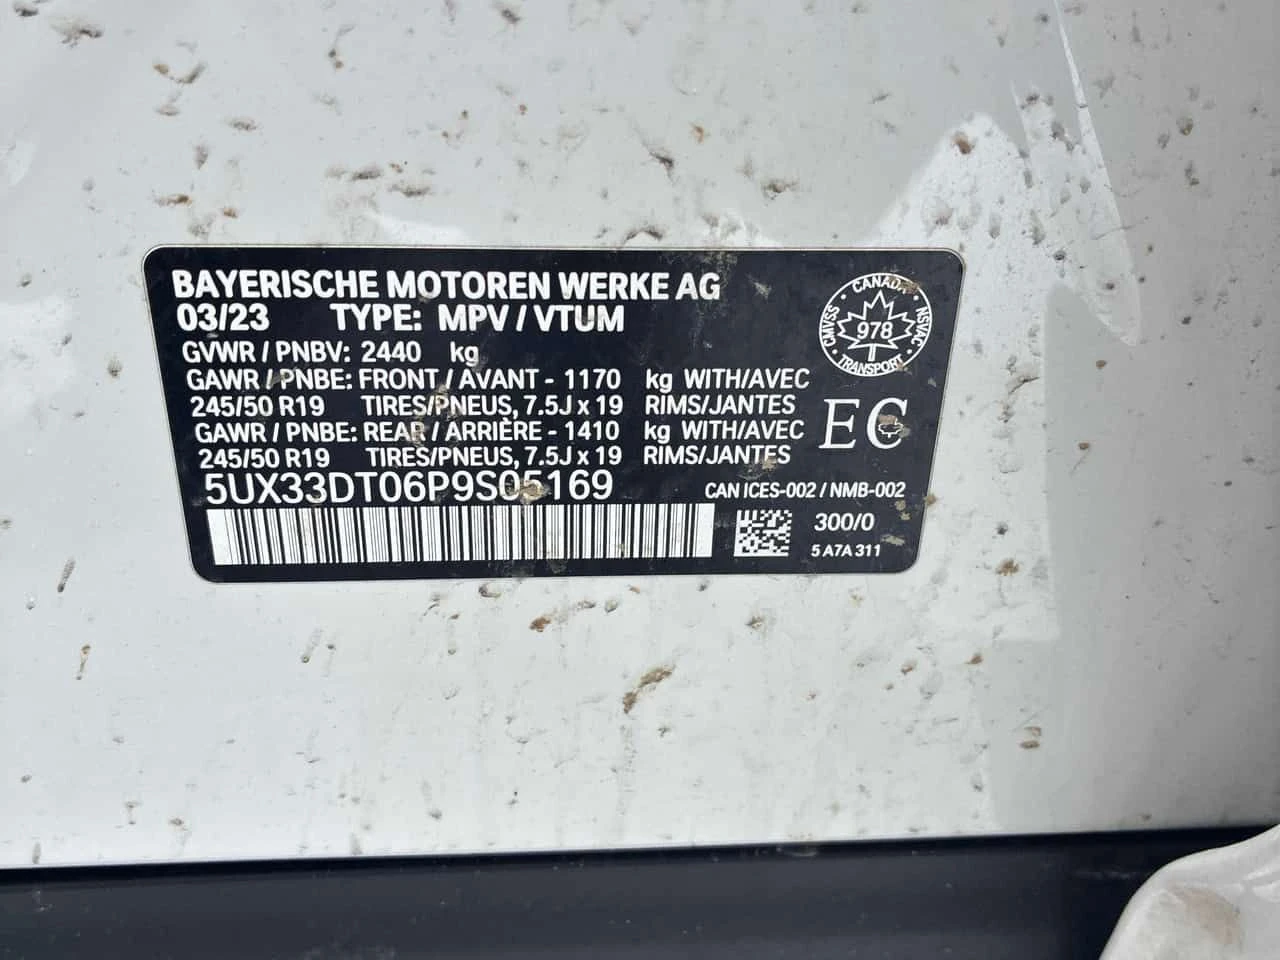 BAYERISCHE MOTOREN WERKE AG
03/23 TYPE: MPV / VTUM
GVWR / PNBV: 2440 kg
GAWR / PNBE: FRONT / AVANT - 1170 kg WITH/AVEC
245/50 R19 TIRES/PNEUS, 7.5J x 19 RIMS/JANTES
GAWR / PNBE: REAR / ARRIÈRE - 1410 kg WITH/AVEC
245/50 R19 TIRES/PNEUS, 7.5J x 19 RIMS/JANTES
5UX33DT06P9S05169
CANADA
CMVSS 978 NSVAC
TRANSPORT
EC
CAN ICES-002 / NMB-002
300/0
5 A7A 311